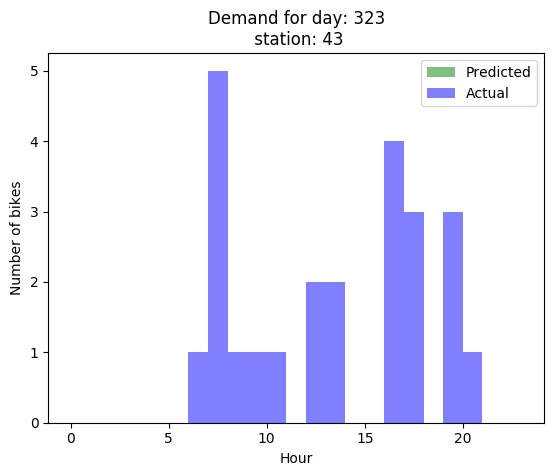 Demand for day: 323
station: 43
Predicted
Actual
Number of bikes
5
4
3
2
1
0
0
5
10
15
20
Hour